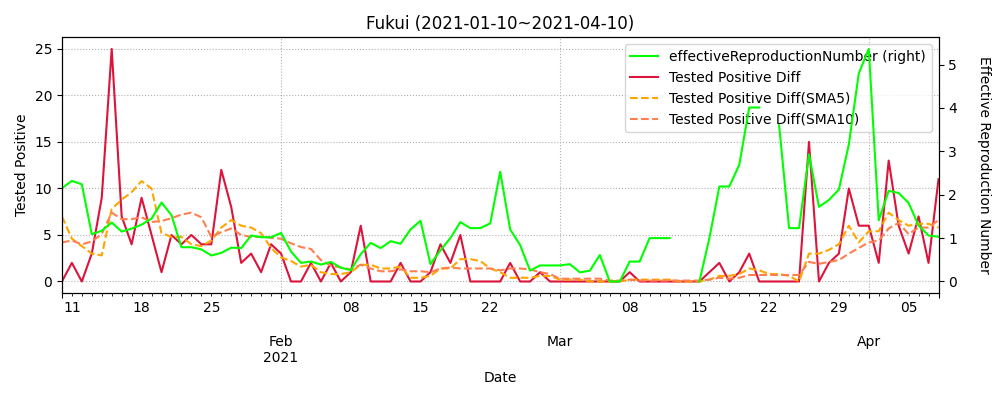 Fukui (2021-01-10~2021-04-10)
effectiveReproductionNumber (right)
Tested Positive Diff
Tested Positive Diff(SMA5)
Tested Positive Diff(SMA10)
Tested Positive
25
20
15
10
5
0
Effective Reproduction Number
5
4
3
2
1
0
11 18 25 08 15 22 08 15 22 29 05
Feb Mar Apr
2021
Date